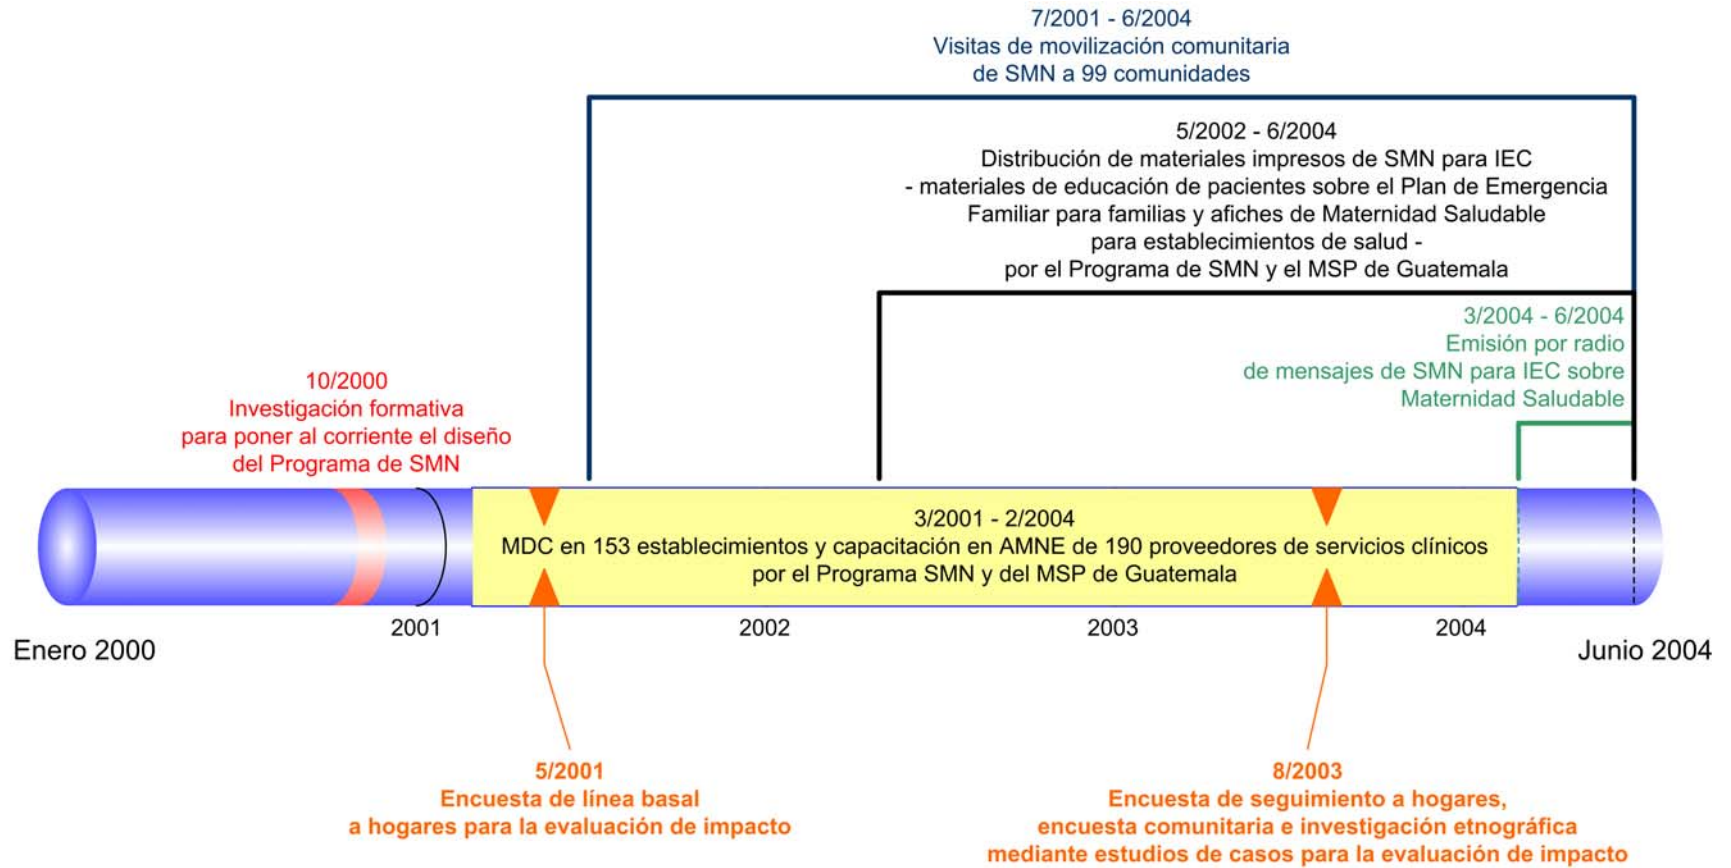 7/2001 - 6/2004
Visitas de movilización comunitaria
de SMN a 99 comunidades
5/2002 - 6/2004
Distribución de materiales impresos de SMN para IEC
- materiales de educación de pacientes sobre el Plan de Emergencia
Familiar para familias y afiches de Maternidad Saludable
para establecimientos de salud -
por el Programa de SMN y el MSP de Guatemala
3/2004 - 6/2004
Emisión por radio
de mensajes de SMN para IEC sobre
Maternidad Saludable
10/2000
Investigación formativa
para poner al corriente el diseño
del Programa de SMN
3/2001 - 2/2004
MDC en 153 establecimientos y capacitación en AMNE de 190 proveedores de servicios clínicos
por el Programa SMN y del MSP de Guatemala
2001
2002
2003
2004
Enero 2000
Junio 2004
5/2001
Encuesta de línea basal
a hogares para la evaluación de impacto
8/2003
Encuesta de seguimiento a hogares,
encuesta comunitaria e investigación etnográfica
mediante estudios de casos para la evaluación de impacto